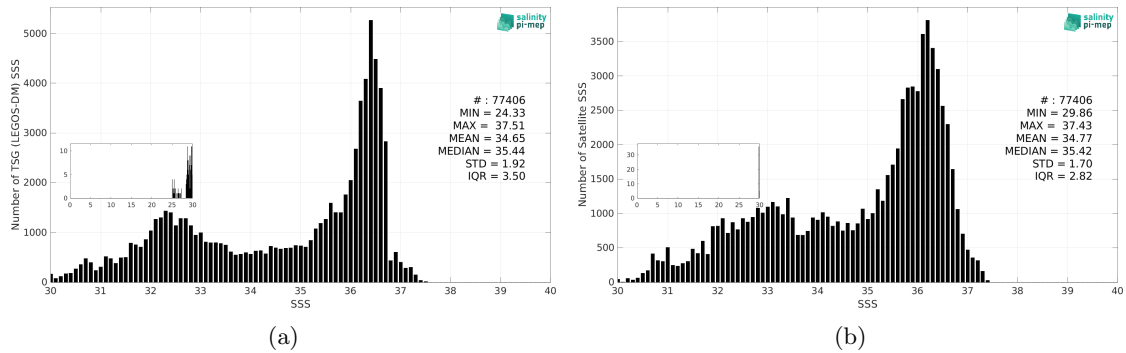 salinity
pi-mep
# : 77406
MIN = 24.33
MAX = 37.51
MEAN = 34.65
MEDIAN = 35.44
STD = 1.92
IQR = 3.50
Number of TSG (LEGOS-DM) SSS
5000
4000
3000
2000
1000
0
10
5
0
0 5 10 15 20 25 30
30 31 32 33 34 35 36 37 38 39 40
SSS
(a)
salinity
pi-mep
# : 77406
MIN = 29.86
MAX = 37.43
MEAN = 34.77
MEDIAN = 35.42
STD = 1.70
IQR = 2.82
Number of Satellite SSS
3500
3000
2500
2000
1500
1000
500
0
30
20
10
0
0 5 10 15 20 25 30
30 31 32 33 34 35 36 37 38 39 40
SSS
(b)